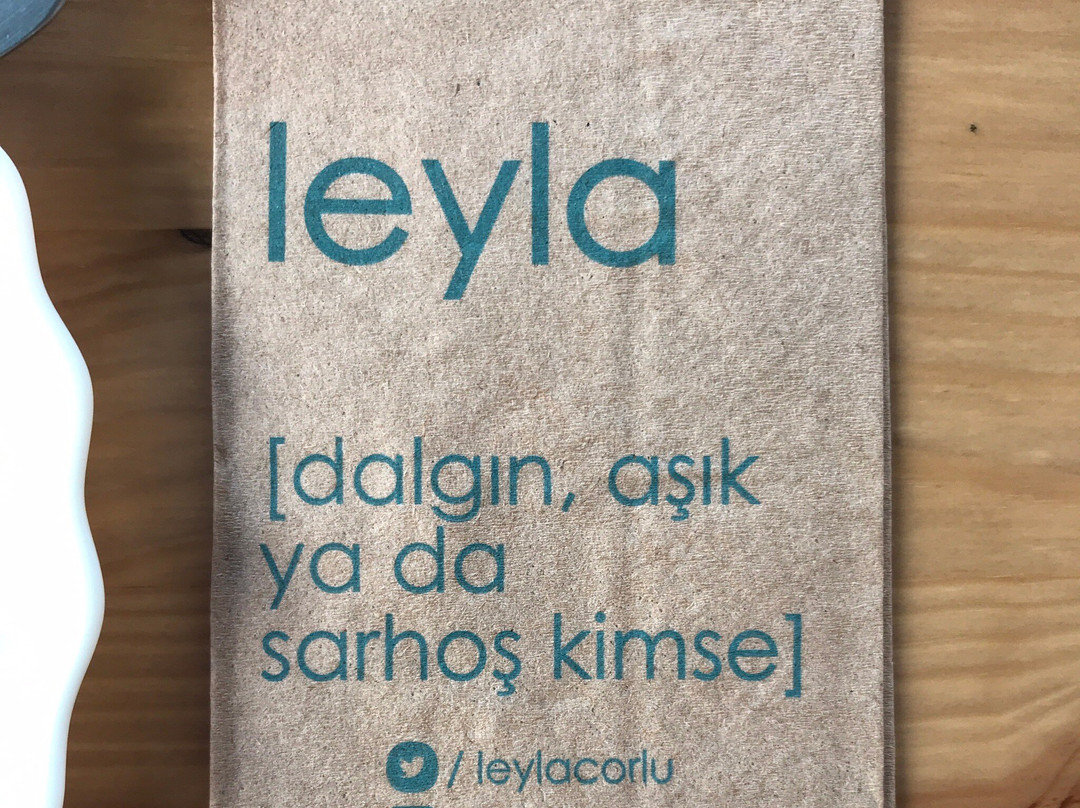 leyla
[dalgın, aşık
ya da
sarhoş kimse]
/ leylacorlu